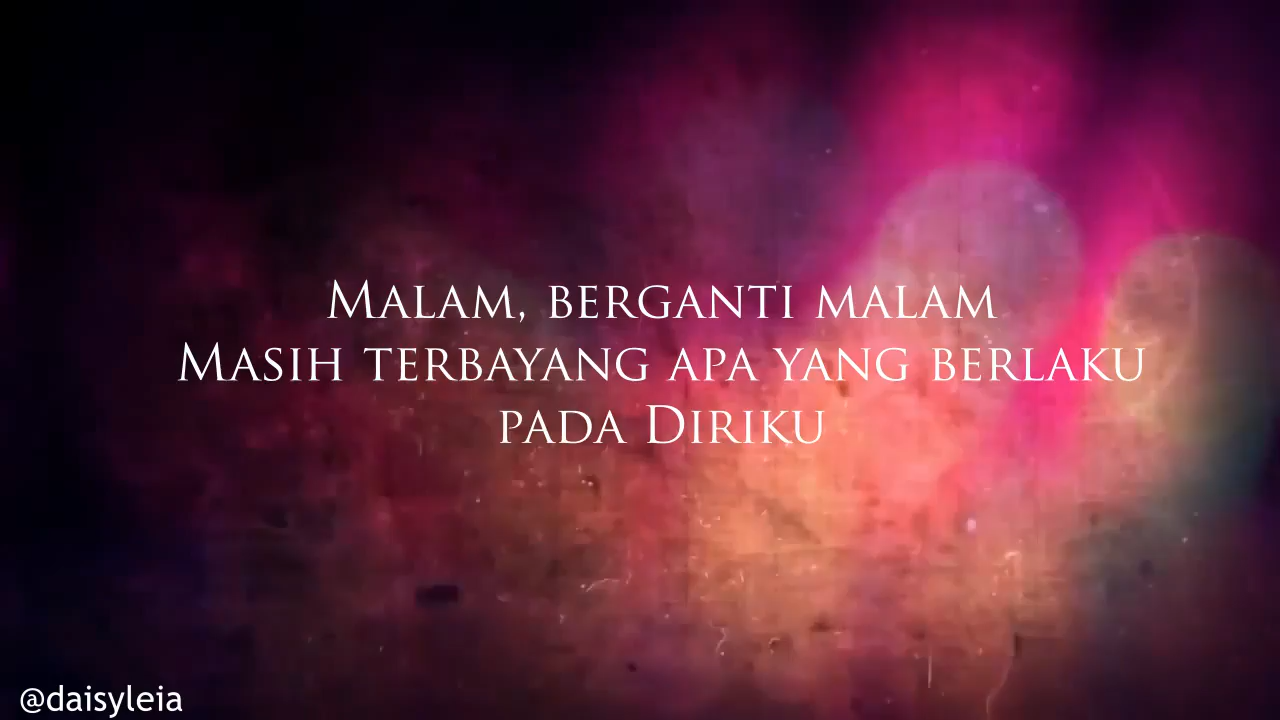 Malam, berganti malam
Masih terbayang apa yang berlaku
pada Diriku
@daisyleia